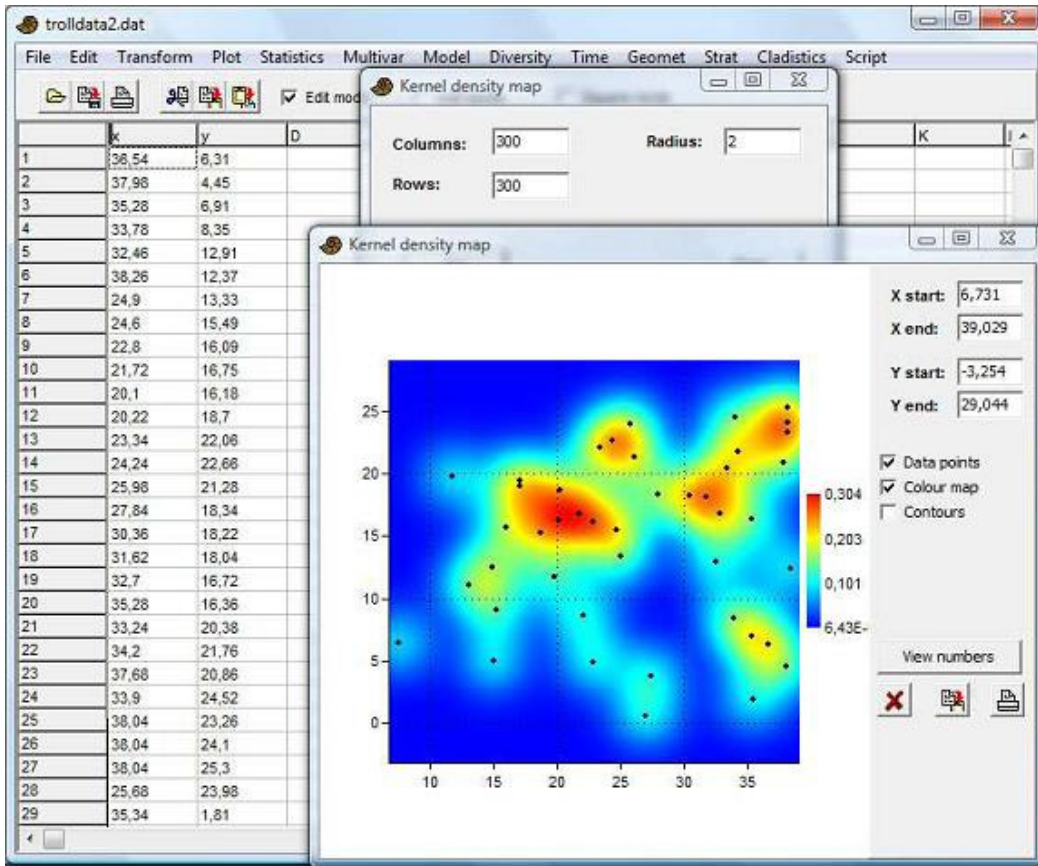 trolldata2.dat
File Edit Transform Plot Statistics Multivar Model Diversity Time Geomet Strat Cladistics Script
Edit mod
x y D K
1 36,54 6,31
2 37,98 4,45
3 35,28 6,91
4 33,78 8,35
5 32,46 12,91
6 38,26 12,37
7 24,9 13,33
8 24,6 15,49
9 22,8 16,09
10 21,72 16,75
11 20,1 16,18
12 20,22 18,7
13 23,34 22,06
14 24,24 22,66
15 25,98 21,28
16 27,84 18,34
17 30,36 18,22
18 31,62 18,04
19 32,7 16,72
20 35,28 16,36
21 33,24 20,38
22 34,2 21,76
23 37,68 20,86
24 33,9 24,52
25 38,04 23,26
26 38,04 24,1
27 38,04 25,3
28 25,68 23,98
29 35,34 1,81
Kernel density map
Columns: 300 Radius: 2
Rows: 300
Kernel density map
X start: 6,731
X end: 39,029
Y start: -3,254
Y end: 29,044
Data points
Colour map
Contours
View numbers
25
20
15
10
5
0
10 15 20 25 30 35
0,304
0,203
0,101
6,43E-